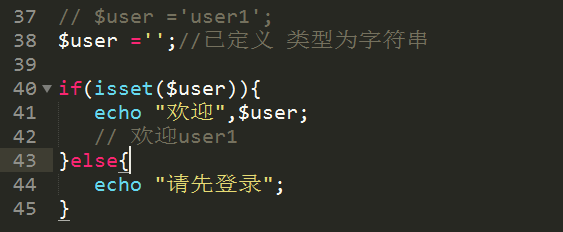 37 // $user ='user1';
38 $user ='';//已定义 类型为字符串
39
40 if(isset($user)){
41 echo "欢迎",$user;
42 // 欢迎user1
43 }else{
44 echo "请先登录";
45 }